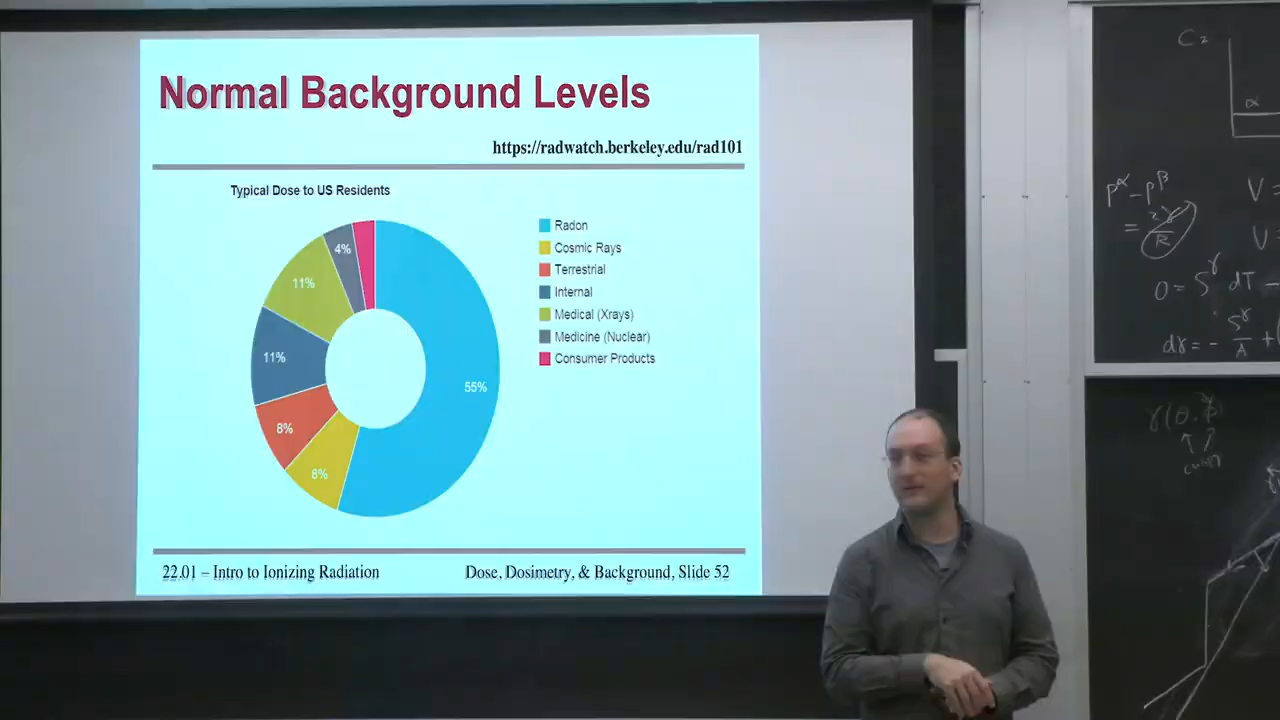 Normal Background Levels
https://radwatch.berkeley.edu/rad101
Typical Dose to US Residents
4%
11%
11%
8%
8%
55%
Radon
Cosmic Rays
Terrestrial
Internal
Medical (Xrays)
Medicine (Nuclear)
Consumer Products
22.01 – Intro to Ionizing Radiation
Dose, Dosimetry, & Background, Slide 52
α
V =
V =